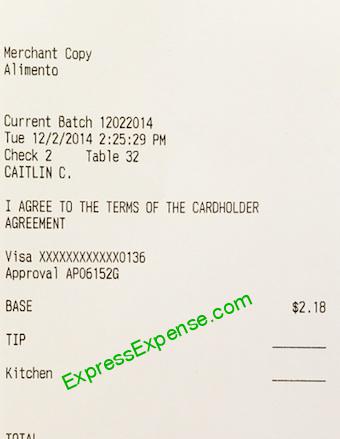 Merchant Copy
Alimento
Current Batch 12022014
Tue 12/2/2014 2:25:29 PM
Check 2 Table 32
CAITLIN C.
I AGREE TO THE TERMS OF THE CARDHOLDER
AGREEMENT
Visa XXXXXXXXXXXX0136
Approval AP06152G
BASE $2.18
TIP
Kitchen
ExpressExpense.com
TOTAL